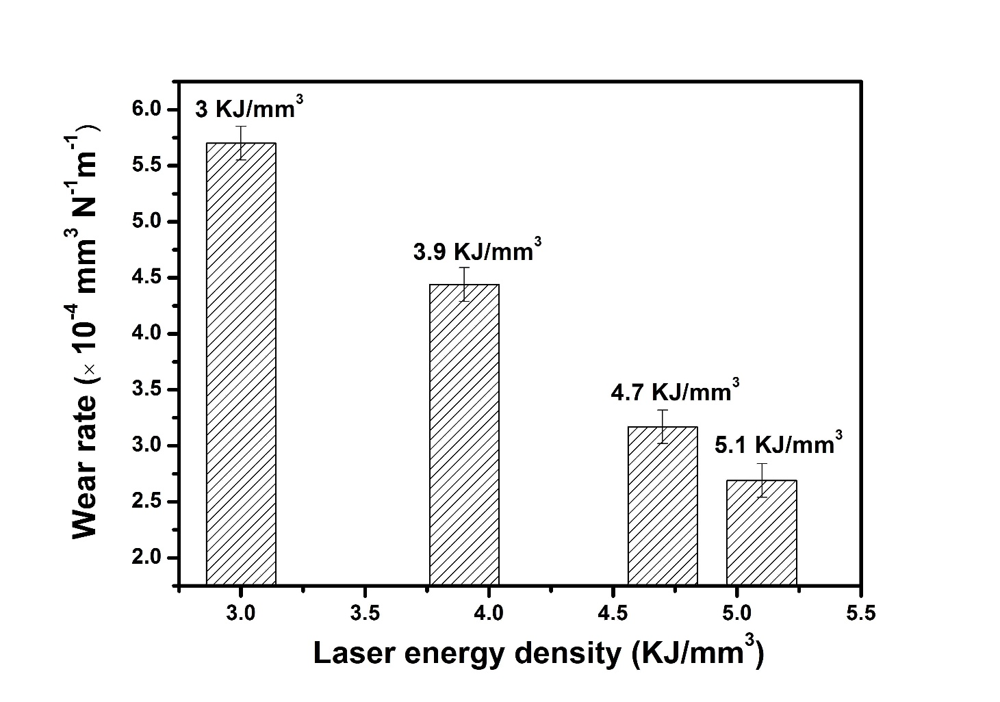 3 KJ/mm³
3.9 KJ/mm³
4.7 KJ/mm³
5.1 KJ/mm³
6.0
5.5
5.0
4.5
4.0
3.5
3.0
2.5
2.0
Wear rate (× 10⁻⁴ mm³ N⁻¹m⁻¹)
3.0 3.5 4.0 4.5 5.0 5.5
Laser energy density (KJ/mm³)